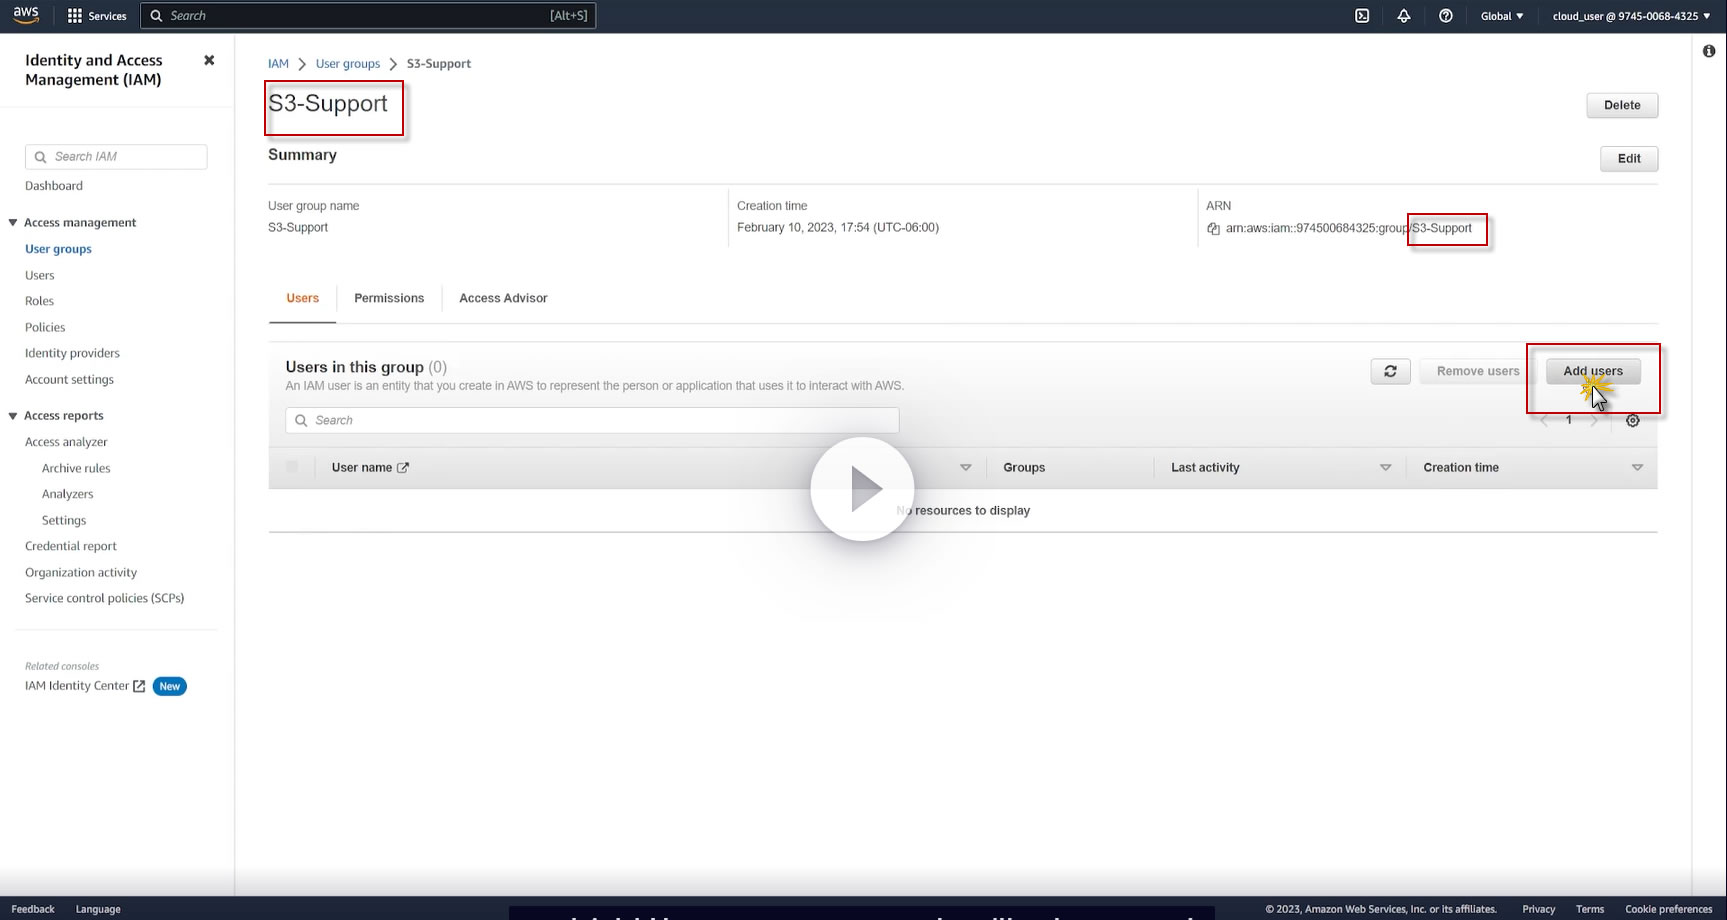 aws
Services
Search
[Alt+S]
Global
cloud_user @ 9745-0068-4325
Identity and Access
Management (IAM)
Search IAM
Dashboard
Access management
User groups
Users
Roles
Policies
Identity providers
Account settings
Access reports
Access analyzer
Archive rules
Analyzers
Settings
Credential report
Organization activity
Service control policies (SCPs)
Related consoles
IAM Identity Center
New
IAM
User groups
S3-Support
S3-Support
Delete
Summary
Edit
User group name
S3-Support
Creation time
February 10, 2023, 17:54 (UTC-06:00)
ARN
arn:aws:iam::974500684325:group/S3-Support
Users
Permissions
Access Advisor
Users in this group (0)
An IAM user is an entity that you create in AWS to represent the person or application that uses it to interact with AWS.
Remove users
Add users
Search
1
User name
Groups
Last activity
Creation time
No resources to display
Feedback
Language
© 2023, Amazon Web Services, Inc. or its affiliates.
Privacy
Terms
Cookie preferences